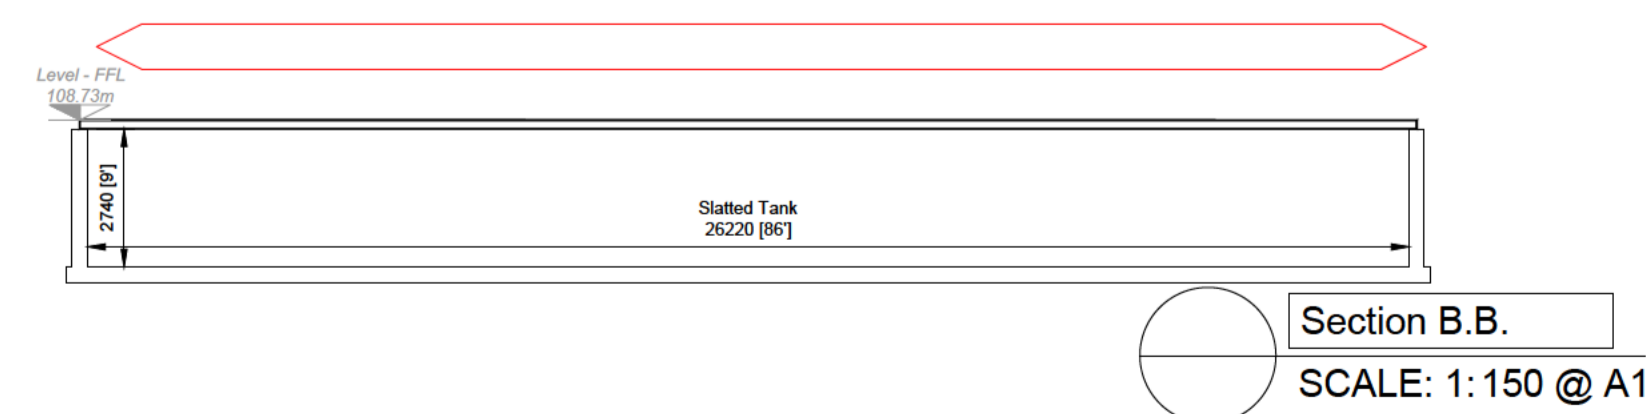 Level - FFL
108.73m
2740 [9']
Slatted Tank
26220 [86']
Section B.B.
SCALE: 1:150 @ A1